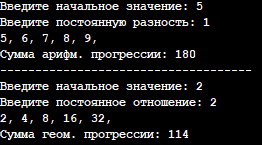 Введите начальное значение: 5
Введите постоянную разность: 1
5, 6, 7, 8, 9,
Сумма арифм. прогрессии: 180
------------------------------------
Введите начальное значение: 2
Введите постоянное отношение: 2
2, 4, 8, 16, 32,
Сумма геом. прогрессии: 114